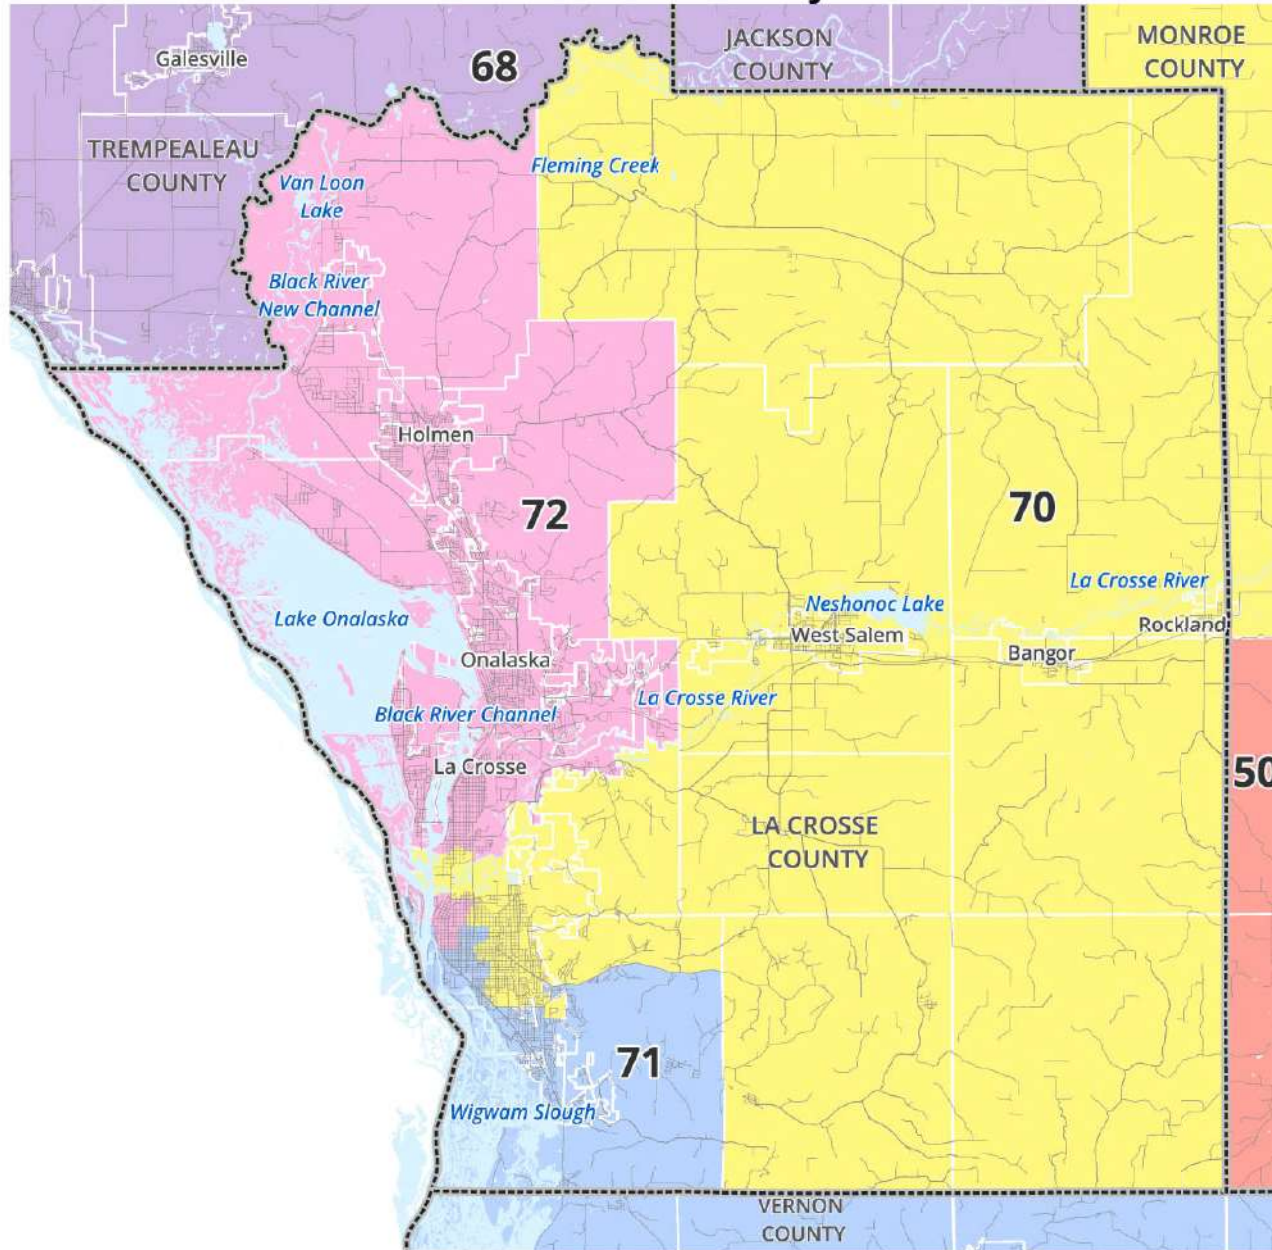 JACKSON
COUNTY
MONROE
COUNTY
Galesville
68
TREMPEALEAU
COUNTY
Fleming Creek
Van Loon
Lake
Black River
New Channel
Holmen
72
70
La Crosse River
Neshonoc Lake
Lake Onalaska
West Salem
Rockland
Bangor
Onalaska
La Crosse River
Black River Channel
La Crosse
50
LA CROSSE
COUNTY
71
Wigwam Slough
VERNON
COUNTY